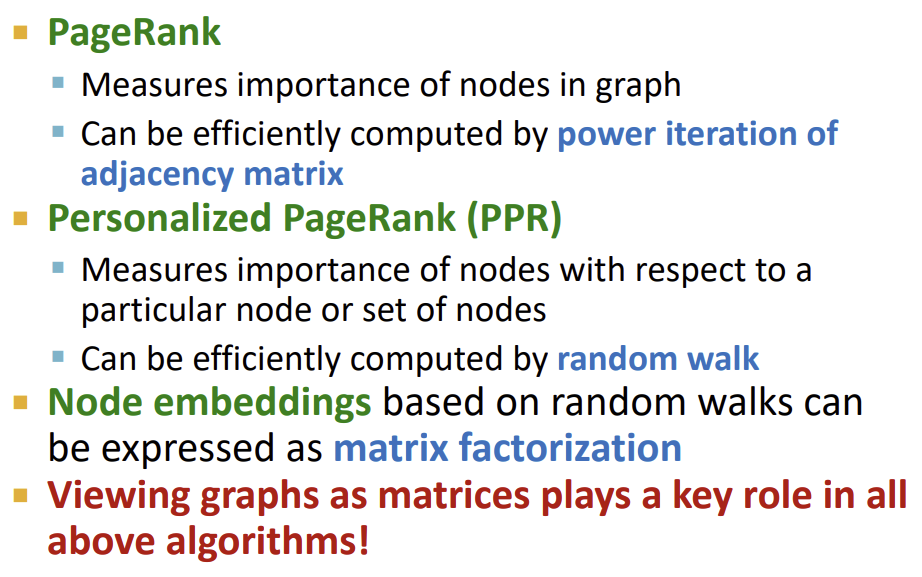 PageRank
Measures importance of nodes in graph
Can be efficiently computed by power iteration of
adjacency matrix
Personalized PageRank (PPR)
Measures importance of nodes with respect to a
particular node or set of nodes
Can be efficiently computed by random walk
Node embeddings based on random walks can
be expressed as matrix factorization
Viewing graphs as matrices plays a key role in all
above algorithms!